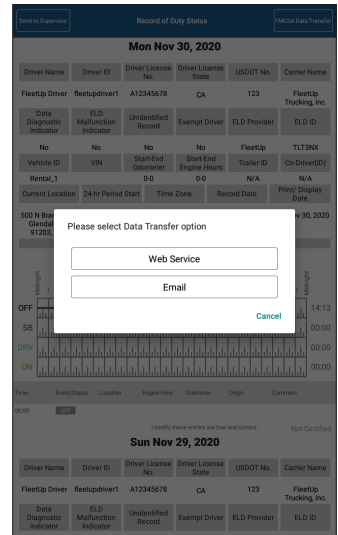 Send to Supervisor
Record of Duty Status
FMCSA Data Transfer
Mon Nov 30, 2020
Driver Name Driver ID Driver License No. Driver License State USDOT No. Carrier Name
FleetUp Driver fleetupdriver1 A12345678 CA 123 FleetUp Trucking, Inc.
Data Diagnostic Indicator ELD Malfunction Indicator Unidentified Record Exempt Driver ELD Provider ELD ID
No No No No FleetUp TLT3NX
Vehicle ID VIN Start-End Odometer Start-End Engine Hours Trailer ID Co-Driver(ID)
Rental_1 0-0 0-0 N/A N/A
Current Location 24-hr Period Start Time Zone Record Date Print/ Display Date
500 N Bran
Glendal
91203,
v 30, 2020
Please select Data Transfer option
Web Service
Email
Cancel
Midnight
1
Midnight
OFF 14:13
SB 00:00
DRV 00:00
ON 00:00
Time Event/Status Location Engine Hour Odometer Origin Comment
00:00 OFF
I certify these entries are true and correct. Not Certified
Sun Nov 29, 2020
Driver Name Driver ID Driver License No. Driver License State USDOT No. Carrier Name
FleetUp Driver fleetupdriver1 A12345678 CA 123 FleetUp Trucking, Inc.
Data Diagnostic Indicator ELD Malfunction Indicator Unidentified Record Exempt Driver ELD Provider ELD ID